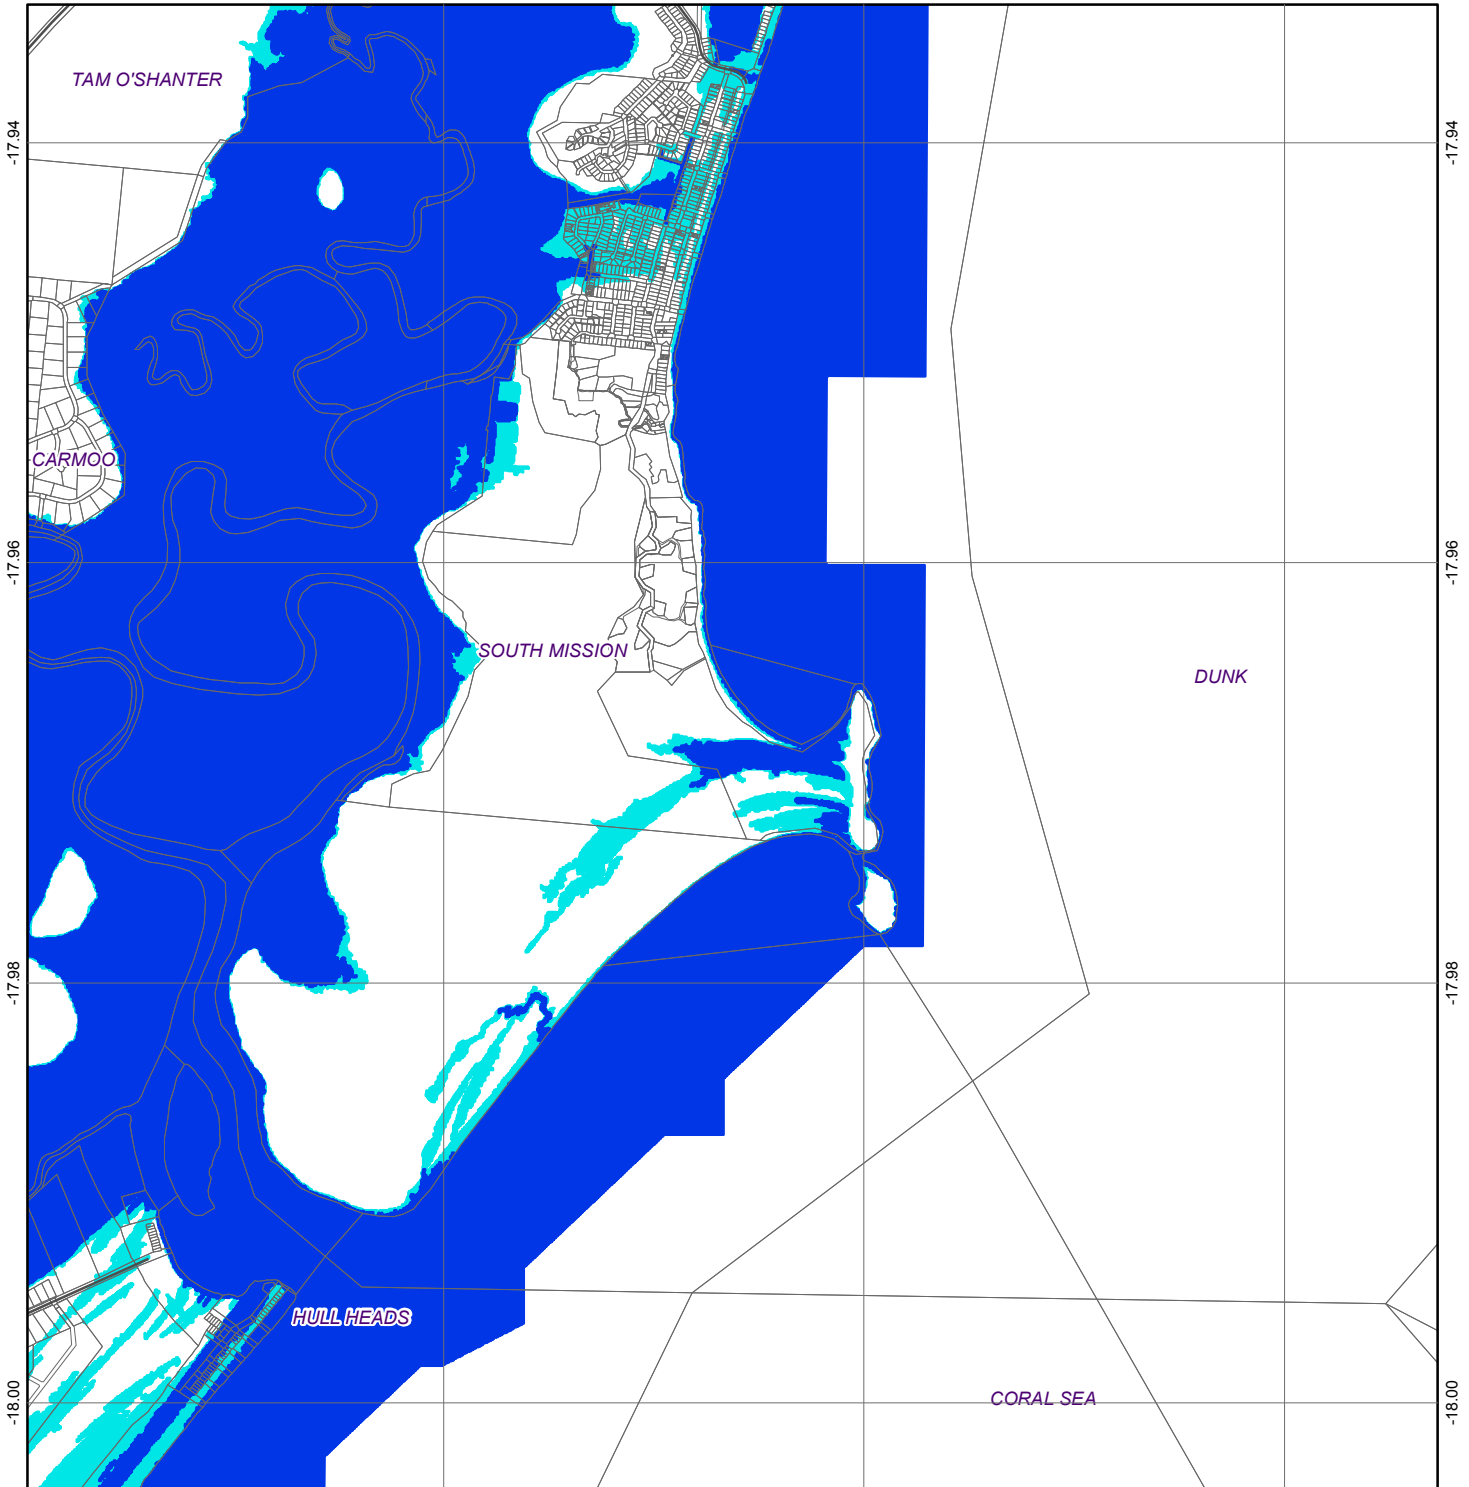 TAM O'SHANTER
-17.94
-17.94
CARMOO
-17.96
-17.96
SOUTH MISSION
DUNK
-17.98
-17.98
HULL HEADS
-18.00
CORAL SEA
-18.00